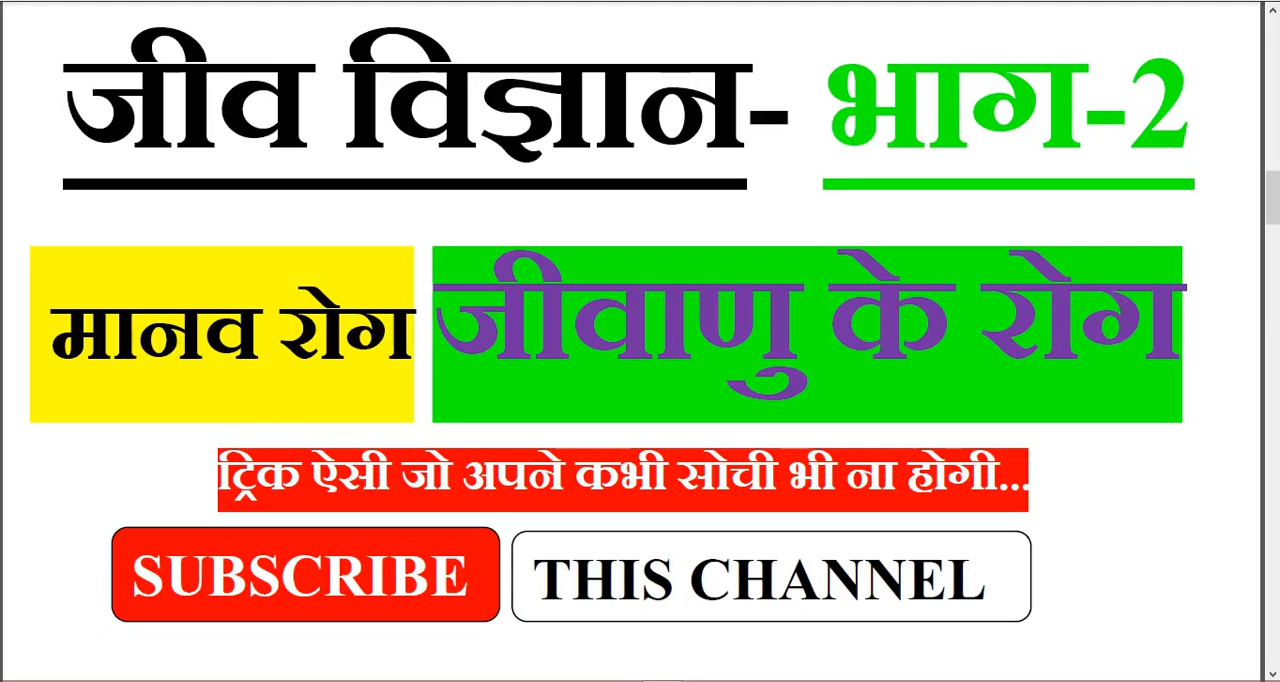 जीव विज्ञान- भाग-2
मानव रोग जीवाणु के रोग
ट्रिक ऐसी जो अपने कभी सोची भी ना होगी...
SUBSCRIBE THIS CHANNEL